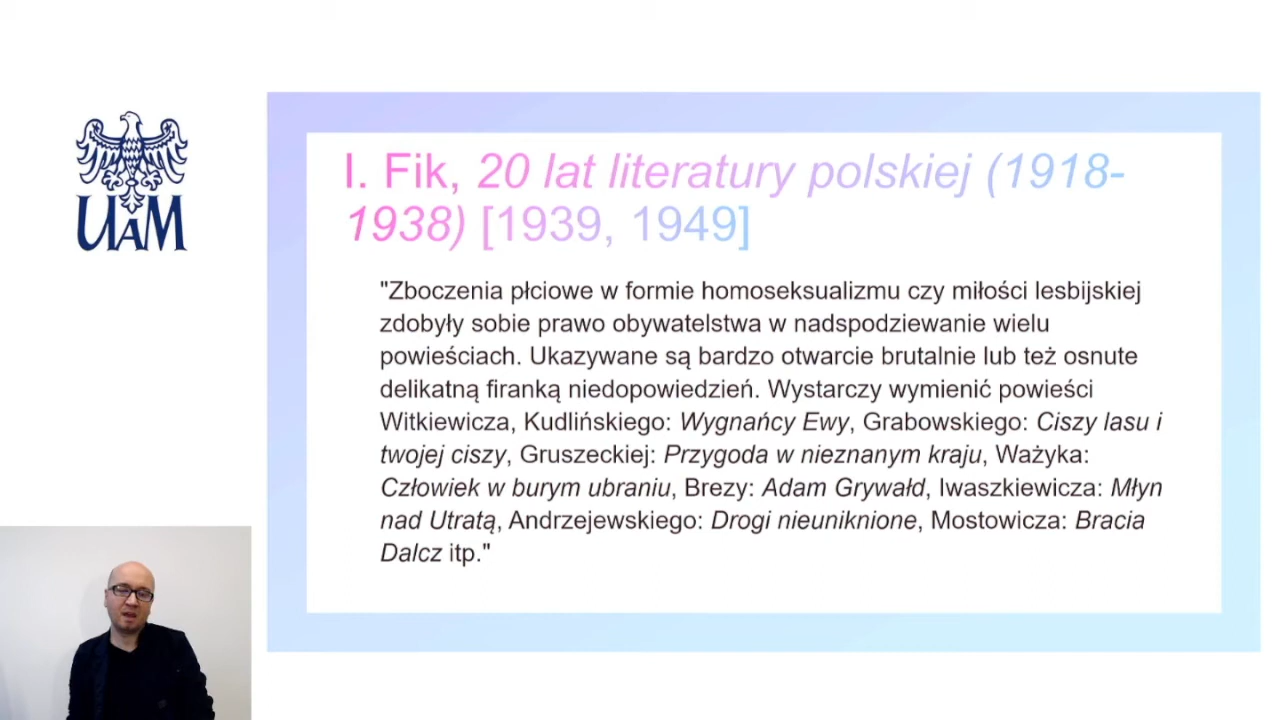 UAM
I. Fik, 20 lat literatury polskiej (1918-
1938) [1939, 1949]
"Zboczenia płciowe w formie homoseksualizmu czy miłości lesbijskiej
zdobyły sobie prawo obywatelstwa w nadspodziewanie wielu
powieściach. Ukazywane są bardzo otwarcie brutalnie lub też osnute
delikatną firanką niedopowiedzień. Wystarczy wymienić powieści
Witkiewicza, Kudlińskiego: Wygnańcy Ewy, Grabowskiego: Ciszy lasu i
twojej ciszy, Gruszeckiej: Przygoda w nieznanym kraju, Ważyka:
Człowiek w burym ubraniu, Brezy: Adam Grywałd, Iwaszkiewicza: Młyn
nad Utratą, Andrzejewskiego: Drogi nieuniknione, Mostowicza: Bracia
Dalcz itp."